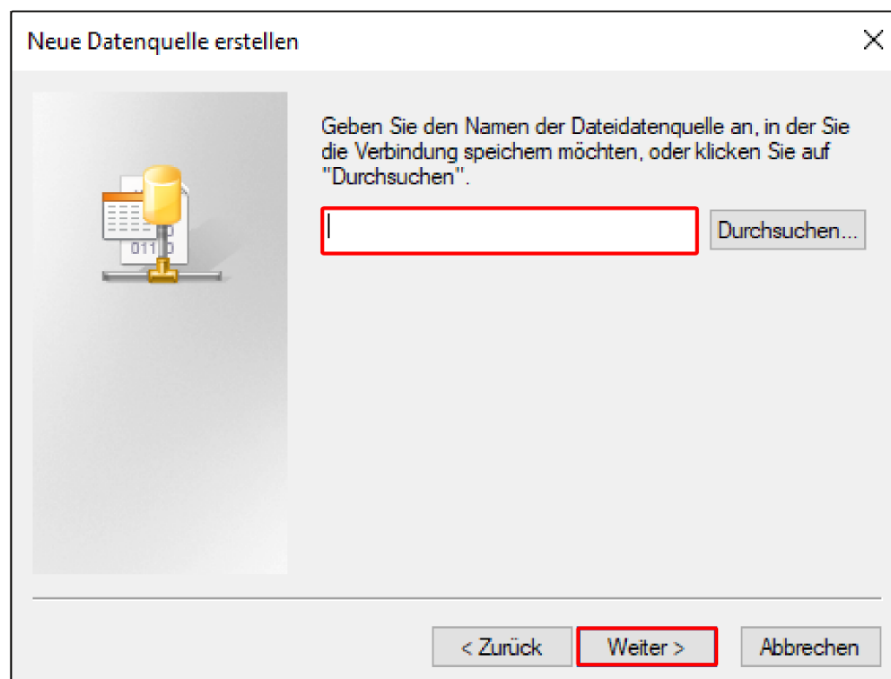 Neue Datenquelle erstellen
Geben Sie den Namen der Dateidatenquelle an, in der Sie
die Verbindung speichern möchten, oder klicken Sie auf
"Durchsuchen".
Durchsuchen...
< Zurück
Weiter >
Abbrechen